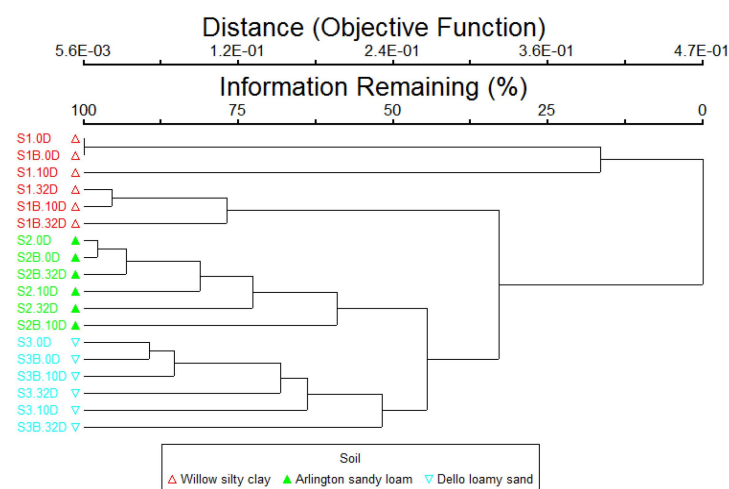 Distance (Objective Function)
5.6E-03 1.2E-01 2.4E-01 3.6E-01 4.7E-01
Information Remaining (%)
100 75 50 25 0
S1.0D
S1B.0D
S1.10D
S1.32D
S1B.10D
S1B.32D
S2.0D
S2B.0D
S2B.32D
S2.10D
S2.32D
S2B.10D
S3.0D
S3B.0D
S3B.10D
S3.32D
S3.10D
S3B.32D
Soil
Willow silty clay Arlington sandy loam Dello loamy sand